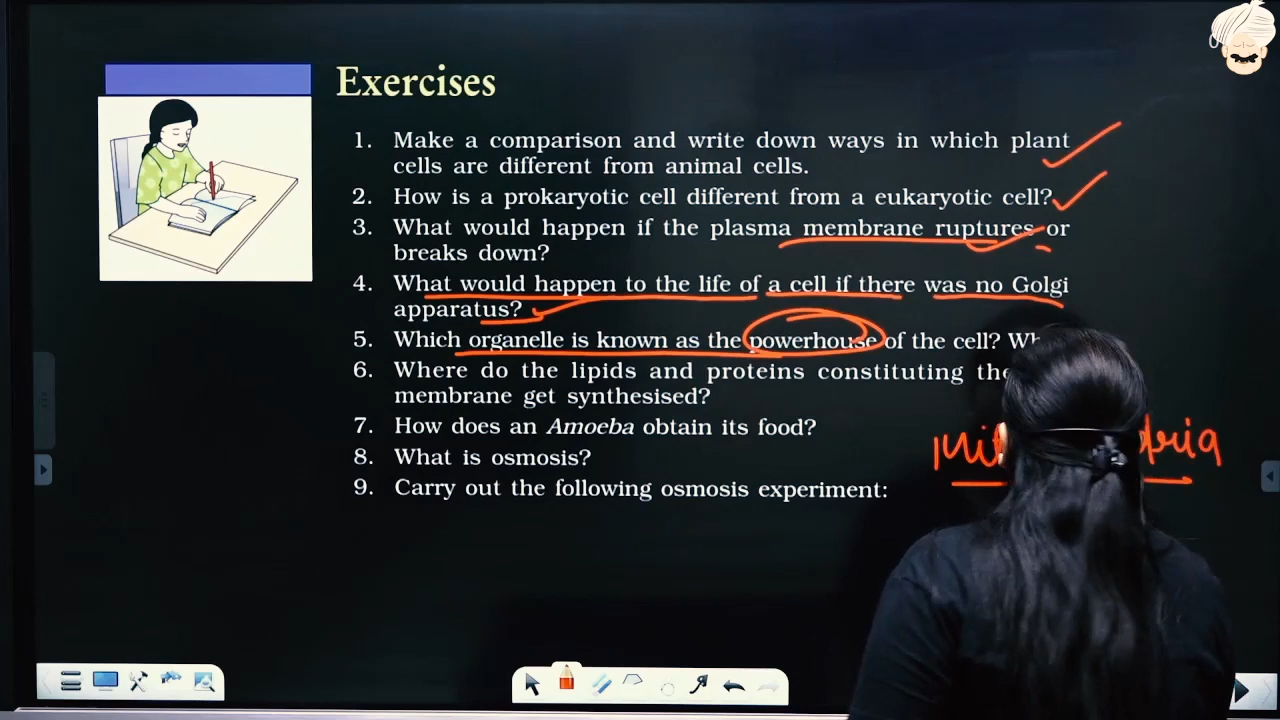 Exercises
1. Make a comparison and write down ways in which plant
cells are different from animal cells.
2. How is a prokaryotic cell different from a eukaryotic cell?
3. What would happen if the plasma membrane ruptures or
breaks down?
4. What would happen to the life of a cell if there was no Golgi
apparatus?
5. Which organelle is known as the powerhouse of the cell?
6. Where do the lipids and proteins constituting the
membrane get synthesised?
7. How does an Amoeba obtain its food?
8. What is osmosis?
9. Carry out the following osmosis experiment: